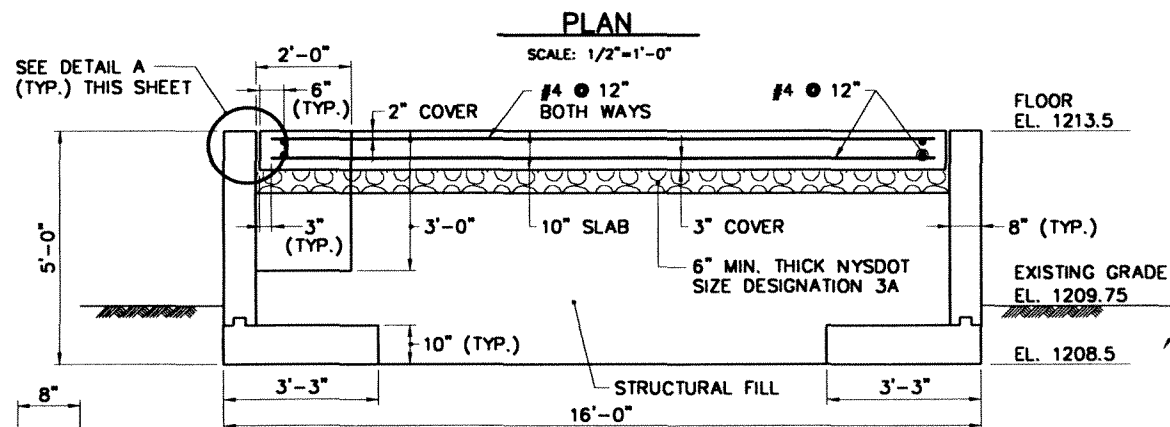 PLAN
SCALE: 1/2"=1'-0"
SEE DETAIL A
(TYP.) THIS SHEET
2'-0"
6"
(TYP.)
2" COVER
#4 @ 12"
BOTH WAYS
#4 @ 12"
FLOOR
EL. 1213.5
5'-0"
3"
(TYP.)
3'-0"
10" SLAB
3" COVER
8" (TYP.)
6" MIN. THICK NYSDOT
SIZE DESIGNATION 3A
EXISTING GRADE
EL. 1209.75
10" (TYP.)
EL. 1208.5
3'-3"
STRUCTURAL FILL
3'-3"
8"
16'-0"